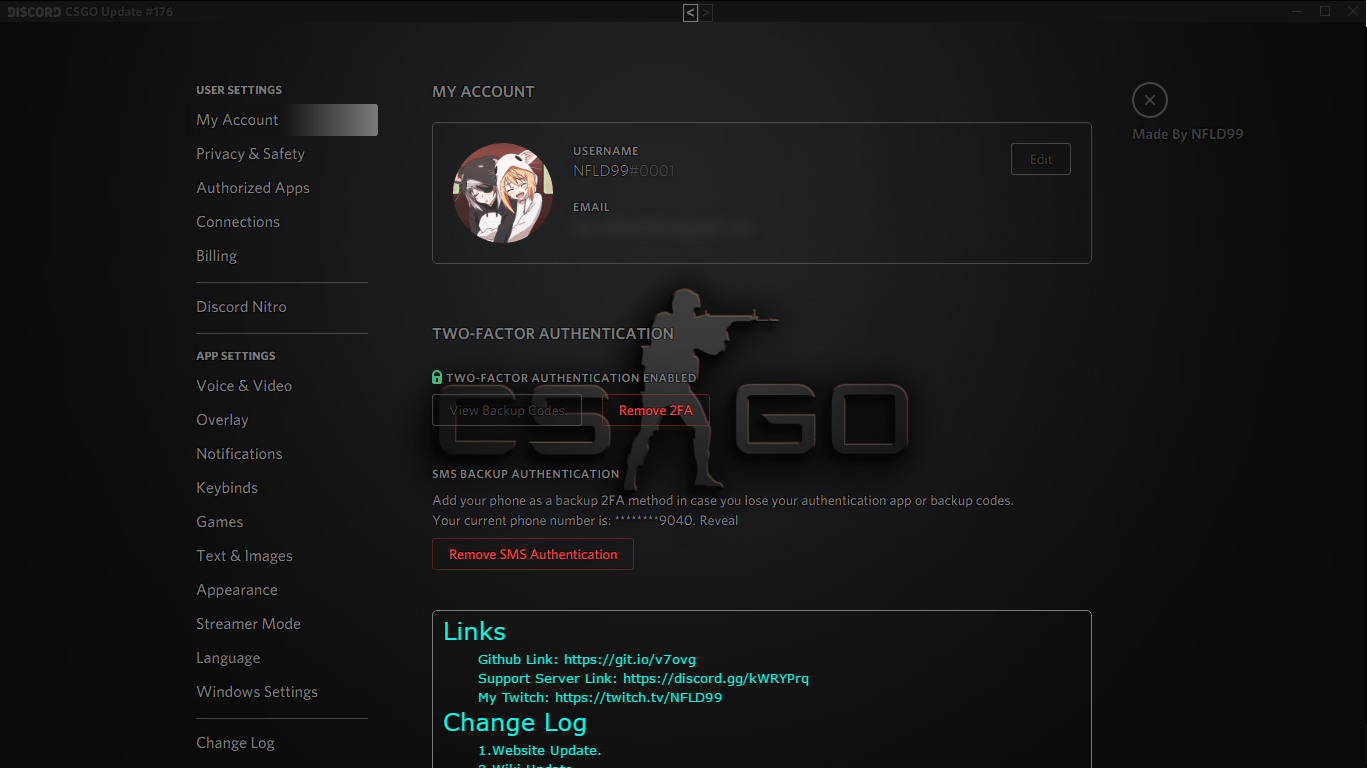 DISCORD CSGO Update #176
< >
USER SETTINGS
My Account
Privacy & Safety
Authorized Apps
Connections
Billing
Discord Nitro
APP SETTINGS
Voice & Video
Overlay
Notifications
Keybinds
Games
Text & Images
Appearance
Streamer Mode
Language
Windows Settings
Change Log
MY ACCOUNT
USERNAME
NFLD99#0001
Edit
EMAIL
TWO-FACTOR AUTHENTICATION
TWO-FACTOR AUTHENTICATION ENABLED
View Backup Codes
Remove 2FA
CS GO
SMS BACKUP AUTHENTICATION
Add your phone as a backup 2FA method in case you lose your authentication app or backup codes.
Your current phone number is: ********9040. Reveal
Remove SMS Authentication
Links
Github Link: https://git.io/v7ovg
Support Server Link: https://discord.gg/kWRYPrq
My Twitch: https://twitch.tv/NFLD99
Change Log
1.Website Update.
2.Wiki Update
Made By NFLD99